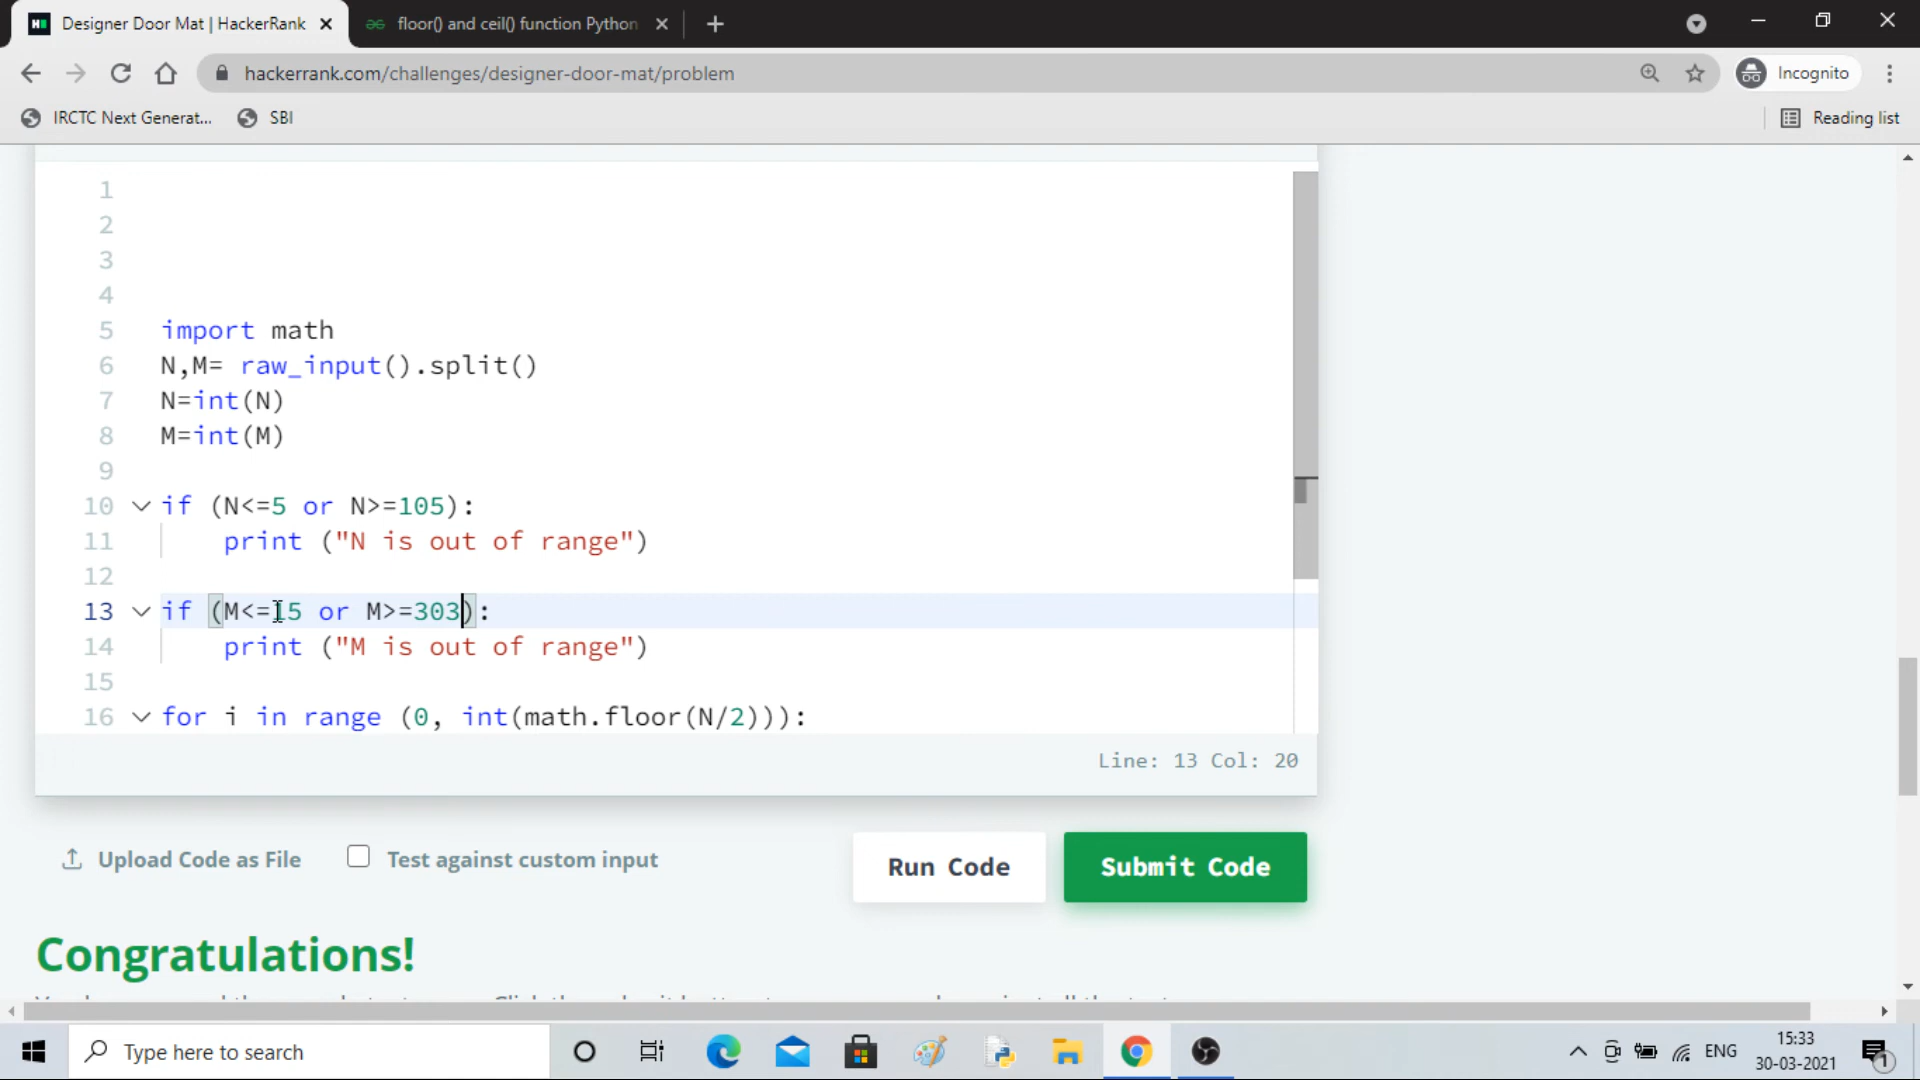 Designer Door Mat | HackerRank
floor() and ceil() function Python
hackerrank.com/challenges/designer-door-mat/problem
Incognito
IRCTC Next Generat...
SBI
Reading list
1
2
3
4
5 import math
6 N,M= raw_input().split()
7 N=int(N)
8 M=int(M)
9
10 if (N<=5 or N>=105):
11 print ("N is out of range")
12
13 if (M<=15 or M>=303):
14 print ("M is out of range")
15
16 for i in range (0, int(math.floor(N/2))):
Line: 13 Col: 20
Upload Code as File
Test against custom input
Run Code
Submit Code
Congratulations!
Type here to search
ENG
15:33
30-03-2021
1